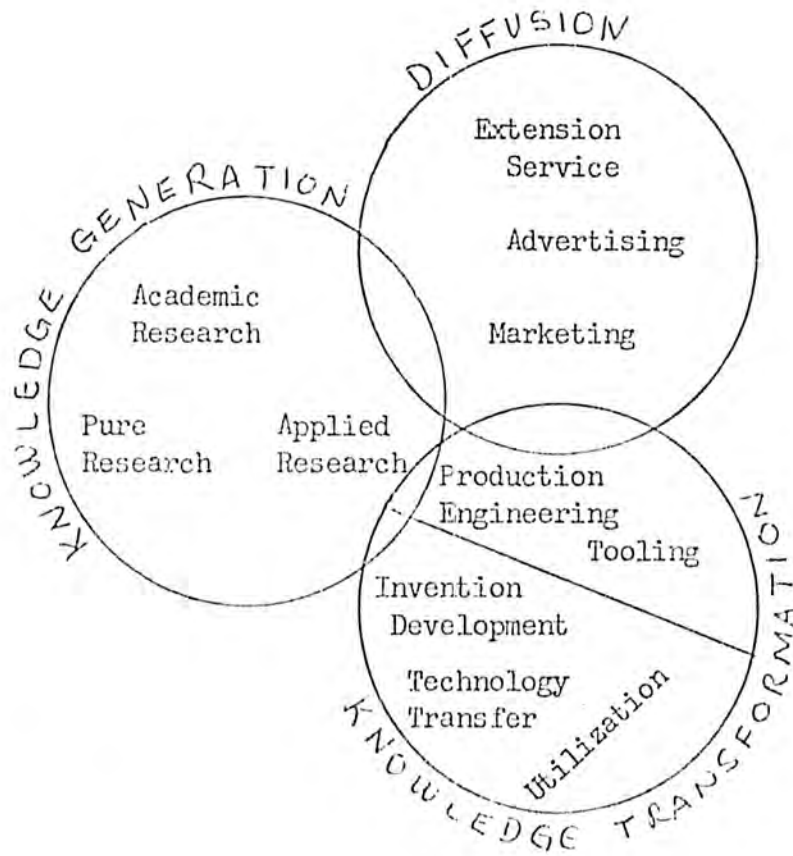 DIFFUSION
Extension
Service
Advertising
Marketing
KNOWLEDGE GENERATION
Academic
Research
Pure
Research
Applied
Research
KNOWLEDGE TRANSFORMATION
Production
Engineering
Tooling
Invention
Development
Technology
Transfer
Utilization